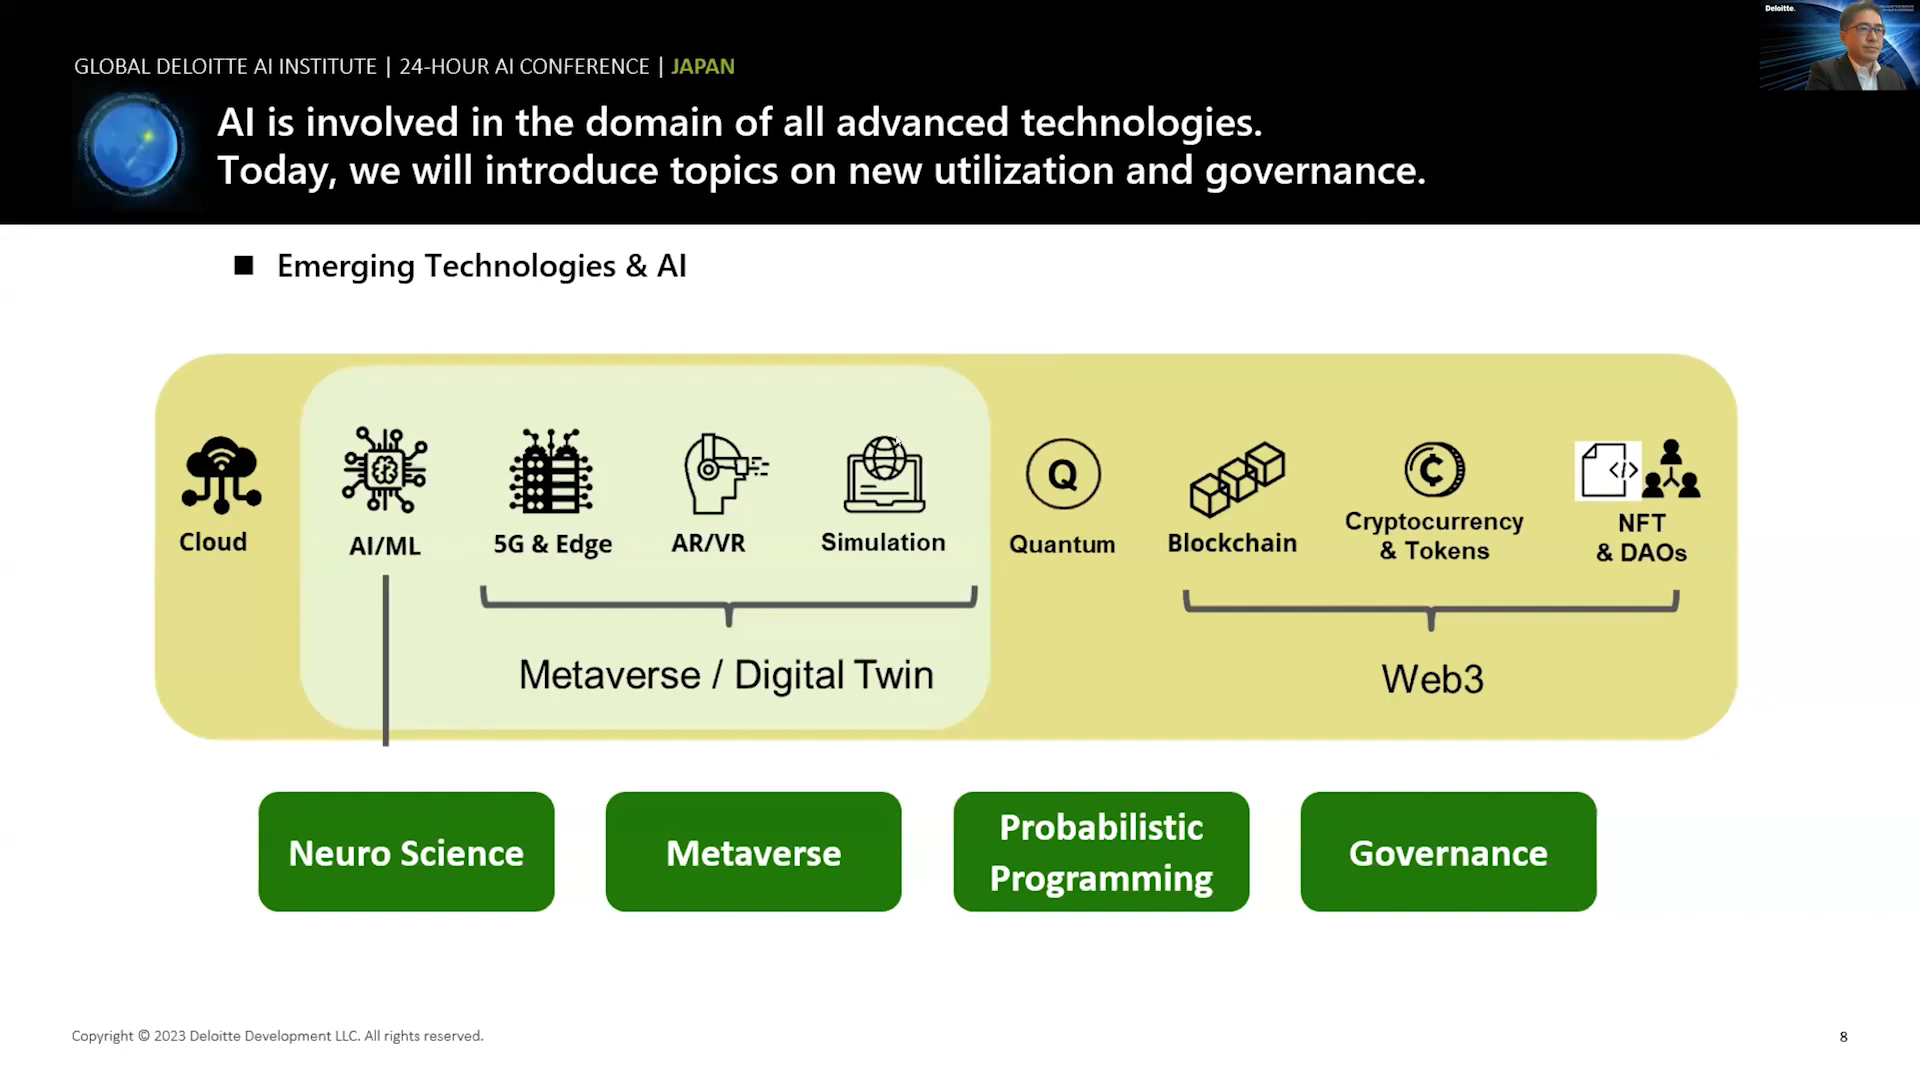 Deloitte.
GLOBAL DELOITTE AI INSTITUTE | 24-HOUR AI CONFERENCE | JAPAN
AI is involved in the domain of all advanced technologies.
Today, we will introduce topics on new utilization and governance.
■ Emerging Technologies & AI
Cloud
AI/ML
5G & Edge
AR/VR
Simulation
Q
Quantum
Blockchain
Cryptocurrency
& Tokens
</>
NFT
& DAOs
Metaverse / Digital Twin
Web3
Neuro Science
Metaverse
Probabilistic
Programming
Governance
Copyright © 2023 Deloitte Development LLC. All rights reserved.
8